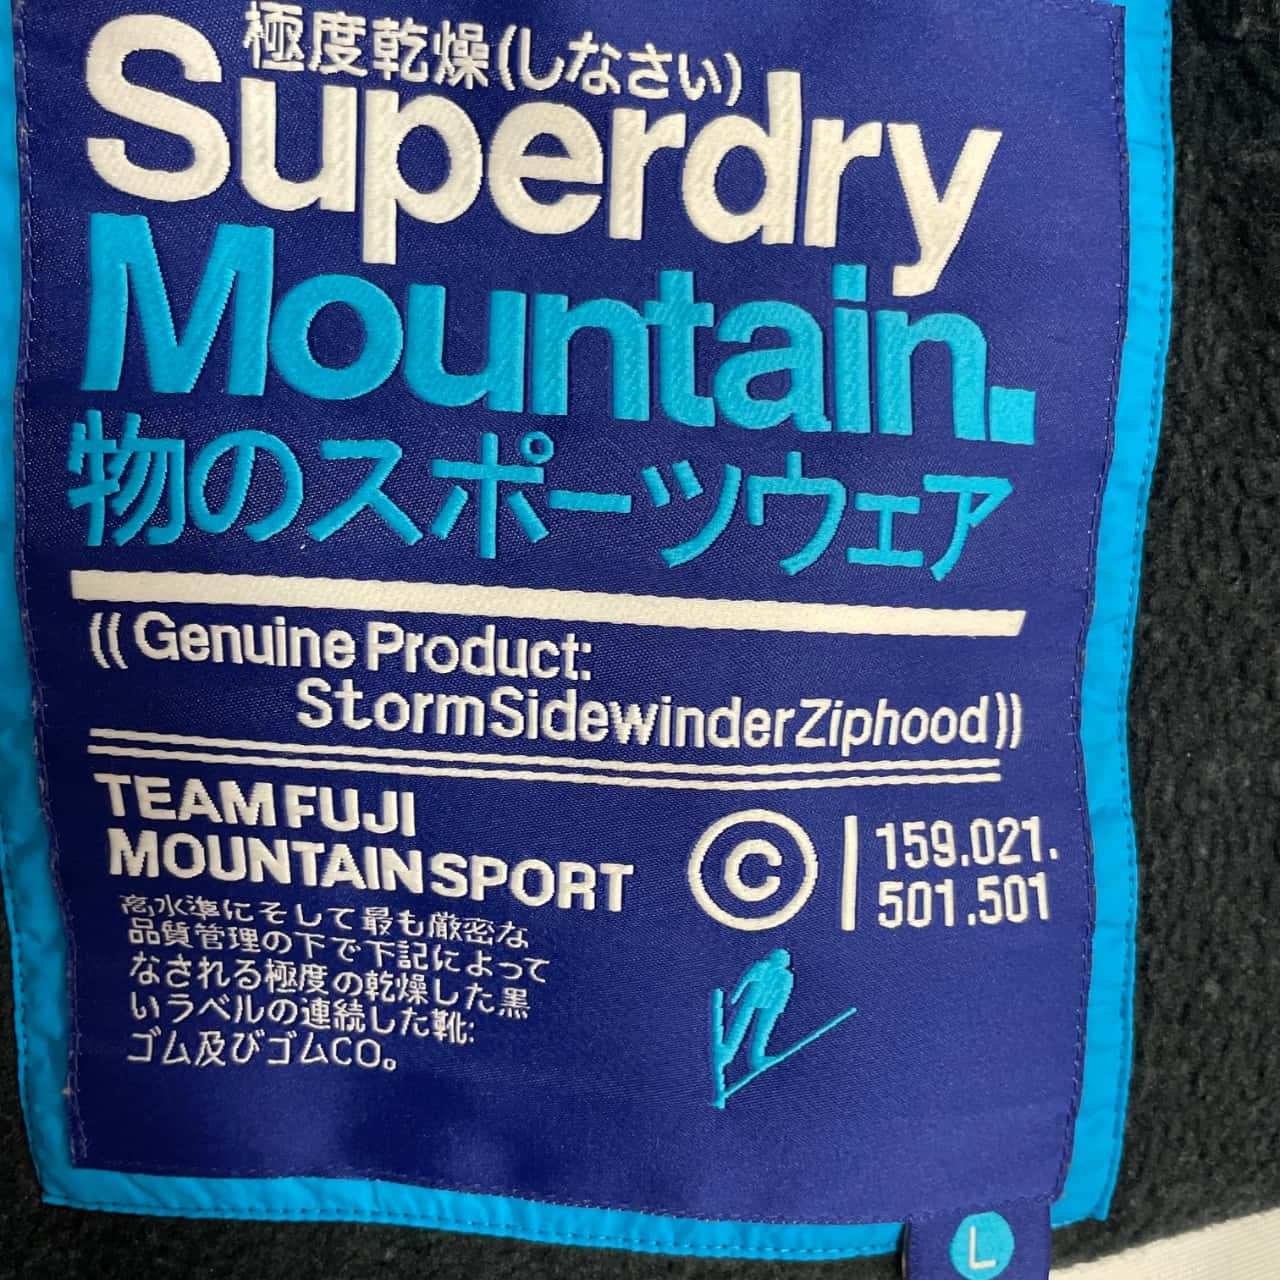 極度乾燥(しなさい)
Superdry
Mountain.
物のスポーツウェア
((Genuine Product:
StormSidewinderZiphood))
TEAM FUJI
MOUNTAIN SPORT
高水準にそして最も厳密な
品質管理の下で下記によって
なされる極度の乾燥した黒
いラベルの連続した靴:
ゴム及びゴムCO。
© 159.021.
501.501
L